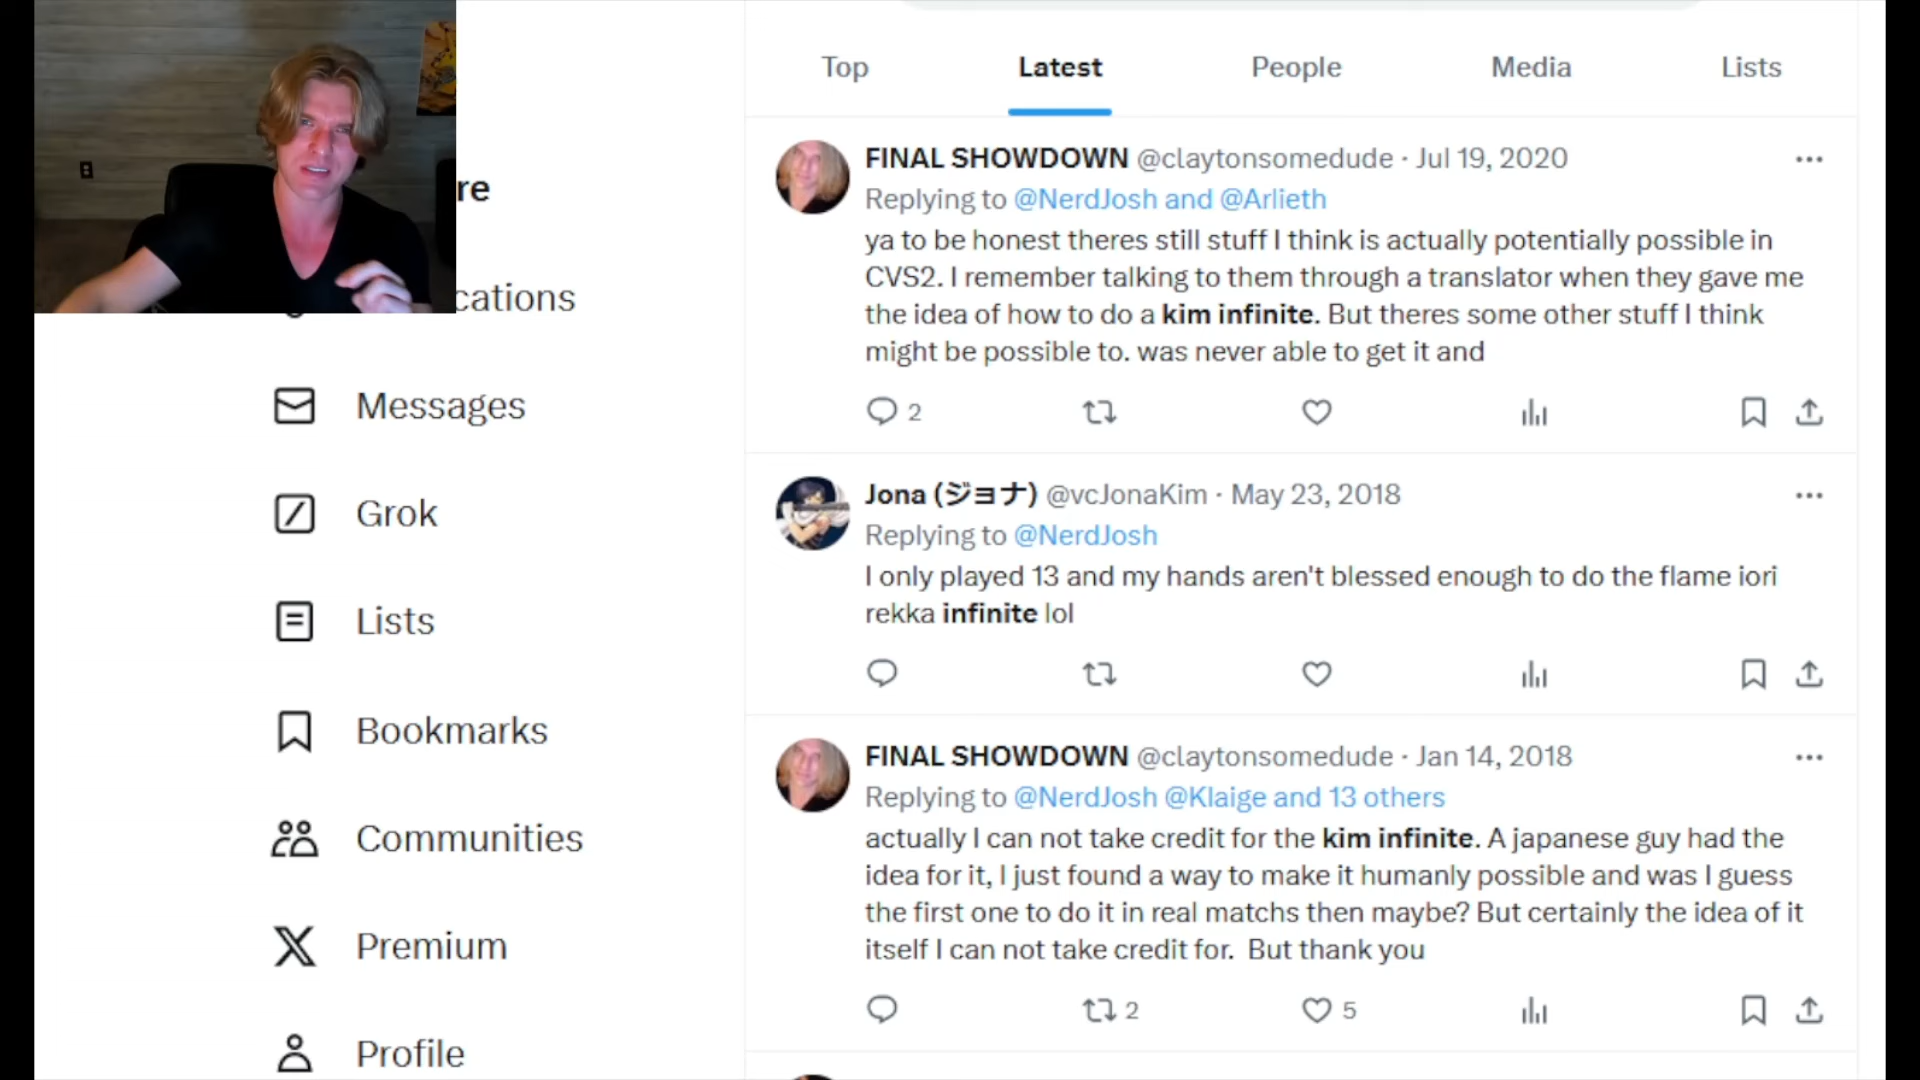 Top Latest People Media Lists
re
cations
Messages
Grok
Lists
Bookmarks
Communities
Premium
Profile
FINAL SHOWDOWN @claytonsomedude · Jul 19, 2020
Replying to @NerdJosh and @Arlieth
ya to be honest theres still stuff I think is actually potentially possible in
CVS2. I remember talking to them through a translator when they gave me
the idea of how to do a kim infinite. But theres some other stuff I think
might be possible to. was never able to get it and
2
Jona (ジョナ) @vcJonaKim · May 23, 2018
Replying to @NerdJosh
I only played 13 and my hands aren't blessed enough to do the flame iori
rekka infinite lol
FINAL SHOWDOWN @claytonsomedude · Jan 14, 2018
Replying to @NerdJosh @Klaige and 13 others
actually I can not take credit for the kim infinite. A japanese guy had the
idea for it, I just found a way to make it humanly possible and was I guess
the first one to do it in real matchs then maybe? But certainly the idea of it
itself I can not take credit for.  But thank you
2 5